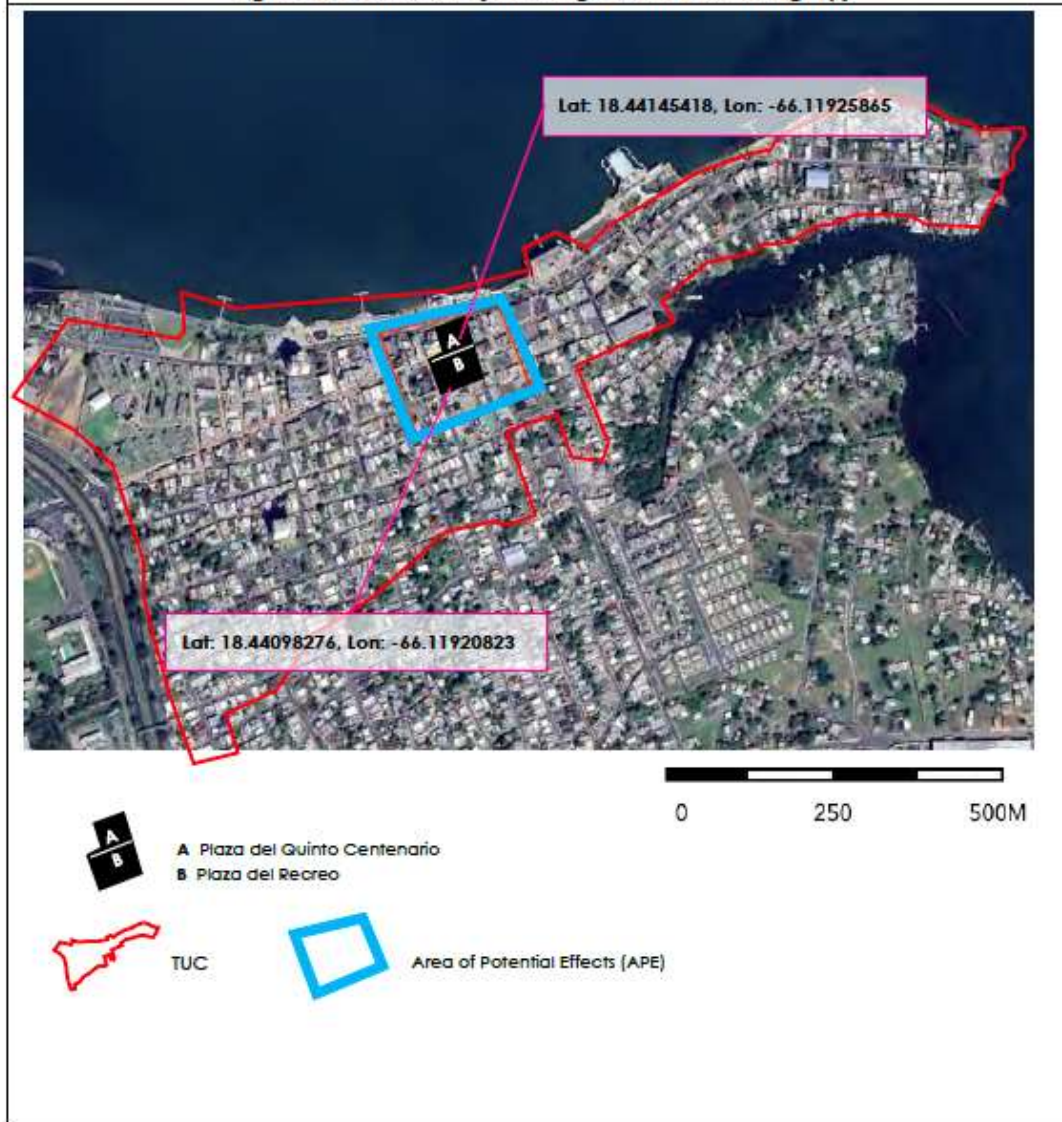 Lat: 18.44145418, Lon: -66.11925865
A
B
Lat: 18.44098276, Lon: -66.11920823
0 250 500M
A
B
A Plaza del Quinto Centenario
B Plaza del Recreo
TUC
Area of Potential Effects (APE)